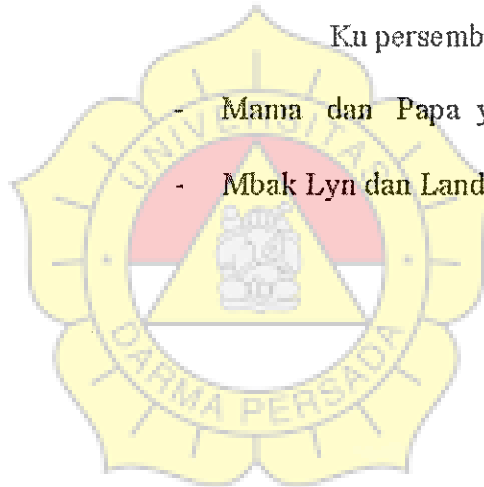 Ku persemb
- Mama dan Papa y
- Mbak Lyn dan Land
UNIVERSITAS
DARMA PERSADA